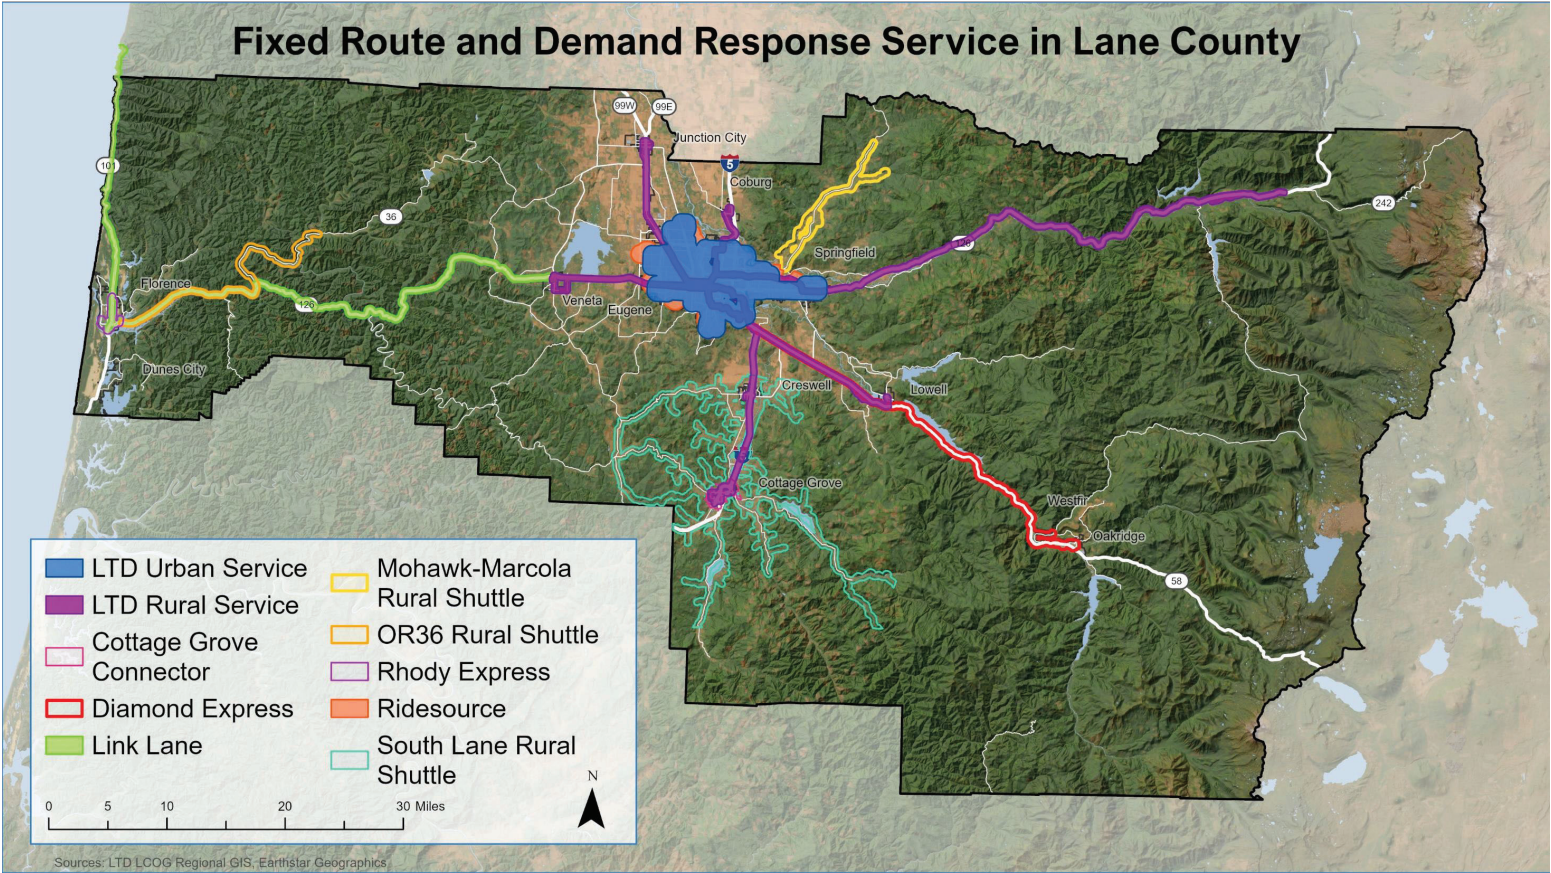 Fixed Route and Demand Response Service in Lane County
99W
99E
Junction City
101
5
Coburg
36
242
Springfield
126
Florence
126
Veneta
Eugene
Dunes City
Creswell
Lowell
Cottage Grove
Westfir
Oakridge
58
LTD Urban Service
LTD Rural Service
Cottage Grove
Connector
Diamond Express
Link Lane
Mohawk-Marcola
Rural Shuttle
OR36 Rural Shuttle
Rhody Express
Ridesource
South Lane Rural
Shuttle
N
0 5 10 20 30 Miles
Sources: LTD LCOG Regional GIS, Earthstar Geographics